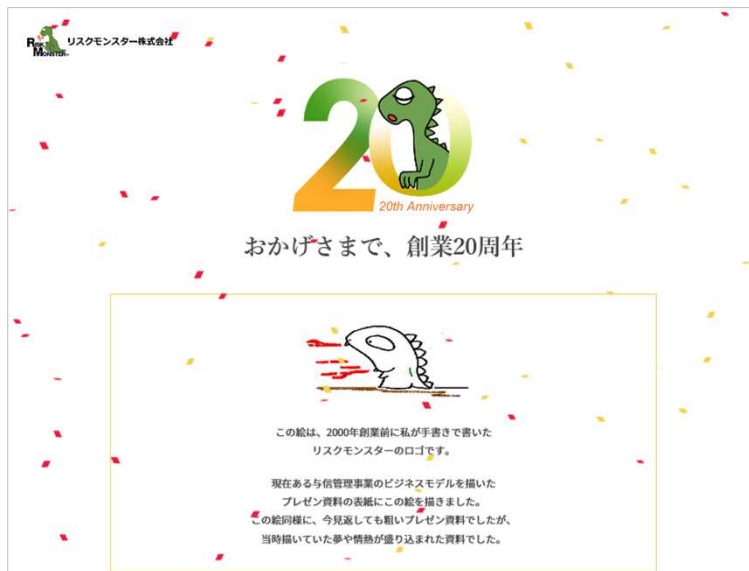 RISK MONSTER
リスクモンスター株式会社
20
20th Anniversary
おかげさまで、創業20周年
この絵は、2000年創業前に私が手書きで書いた
リスクモンスターのロゴです。
現在ある与信管理事業のビジネスモデルを描いた
プレゼン資料の表紙にこの絵を描きました。
この絵同様に、今見返しても粗いプレゼン資料でしたが、
当時描いていた夢や情熱が盛り込まれた資料でした。